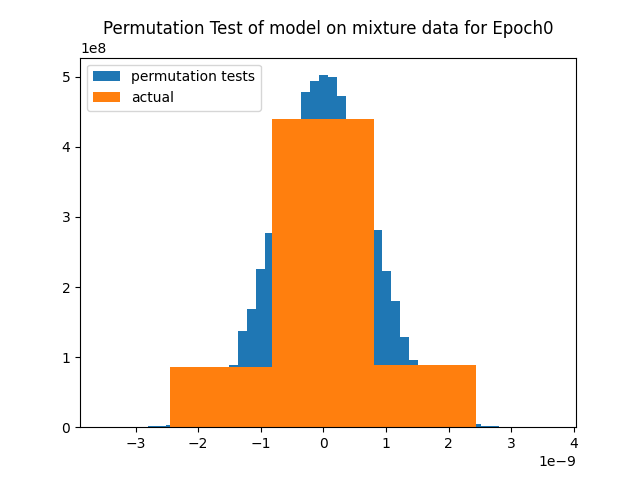 Permutation Test of model on mixture data for Epoch0
1e8
permutation tests
actual
5
4
3
2
1
0
−3
−2
−1
0
1
2
3
4
1e−9